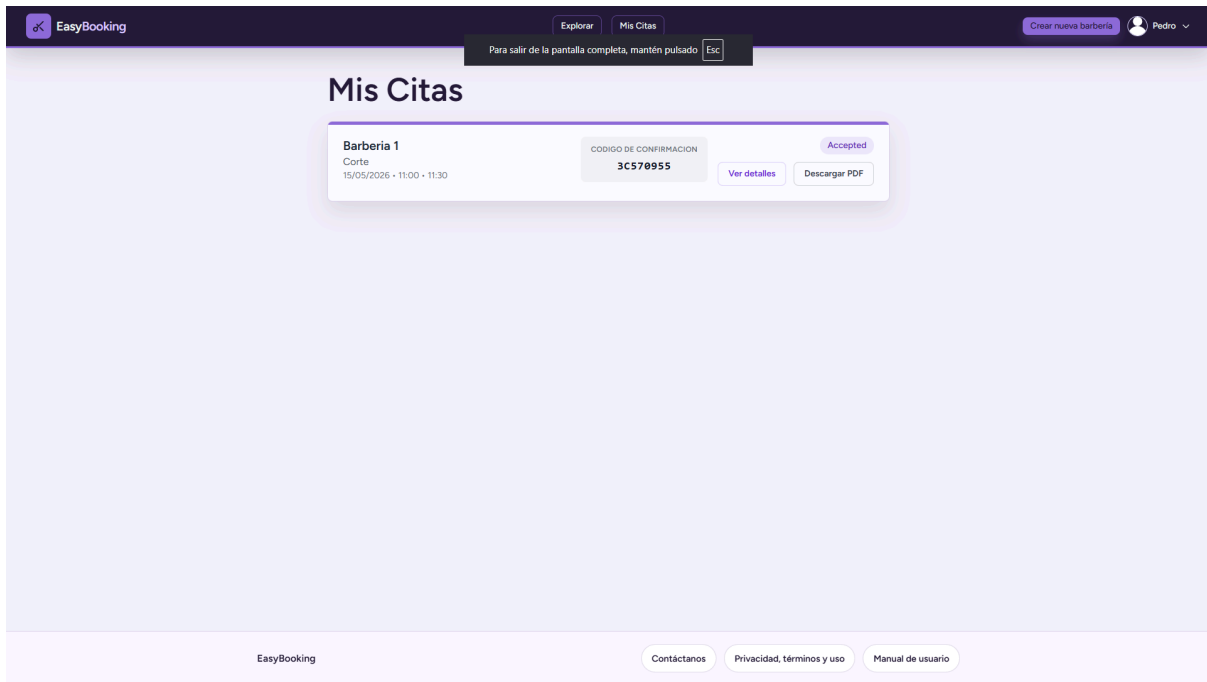 EasyBooking
Explorar
Mis Citas
Crear nueva barbería
Pedro
Para salir de la pantalla completa, mantén pulsado Esc
Mis Citas
Barberia 1
Corte
15/05/2026 • 11:00 • 11:30
CODIGO DE CONFIRMACION
3C570955
Accepted
Ver detalles
Descargar PDF
EasyBooking
Contáctanos
Privacidad, términos y uso
Manual de usuario